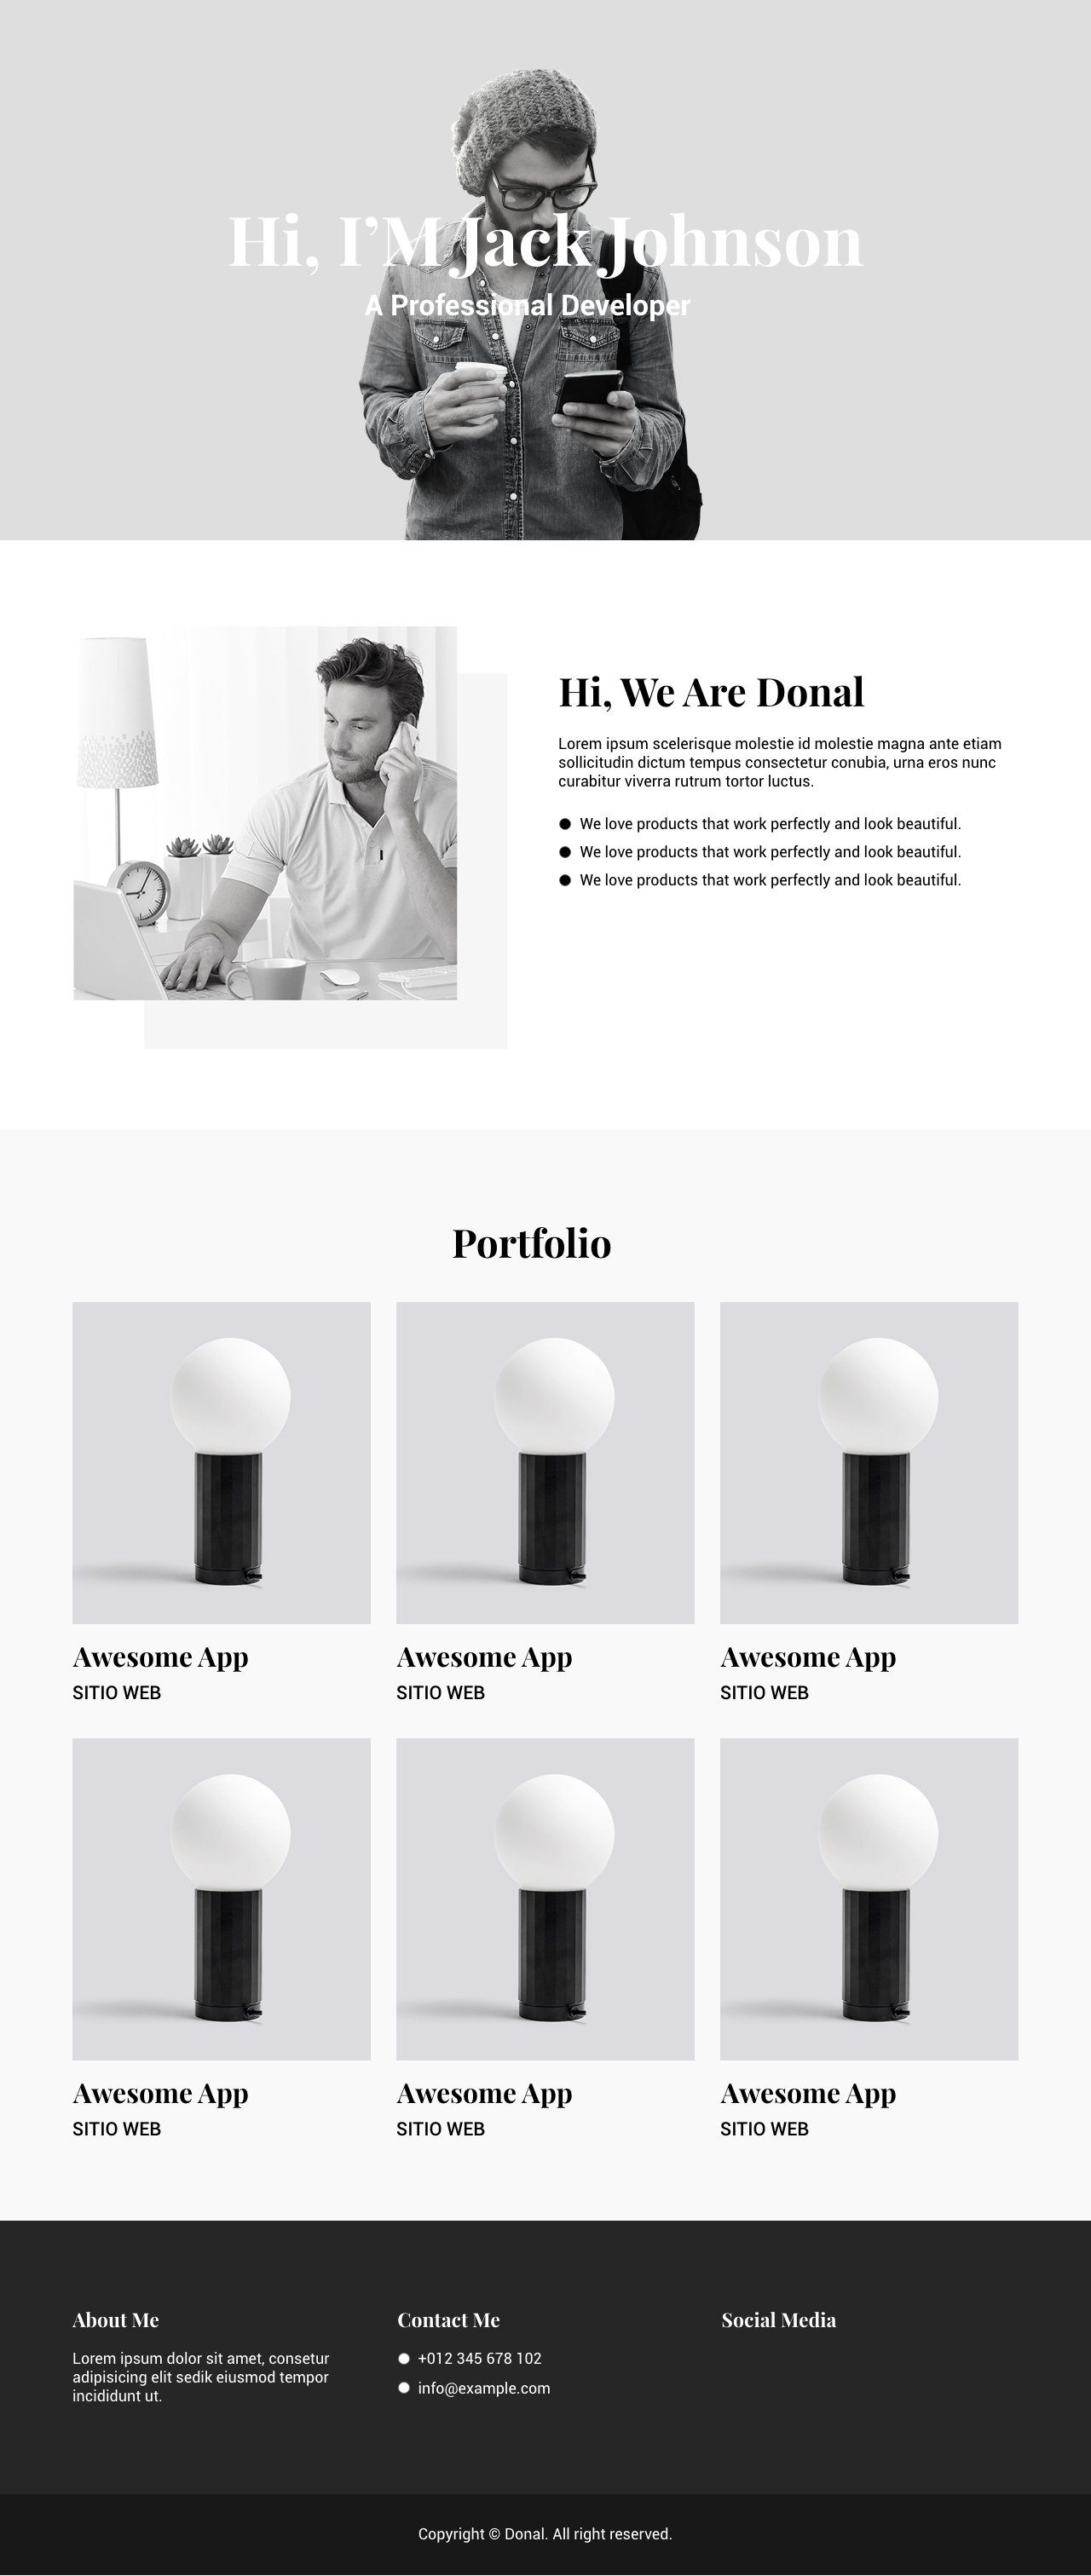 Hi, I’M Jack Johnson
A Professional Developer
Hi, We Are Donal
Lorem ipsum scelerisque molestie id molestie magna ante etiam
sollicitudin dictum tempus consectetur conubia, urna eros nunc
curabitur viverra rutrum tortor luctus.
We love products that work perfectly and look beautiful.
We love products that work perfectly and look beautiful.
We love products that work perfectly and look beautiful.
Portfolio
Awesome App
SITIO WEB
Awesome App
SITIO WEB
Awesome App
SITIO WEB
Awesome App
SITIO WEB
Awesome App
SITIO WEB
Awesome App
SITIO WEB
About Me
Lorem ipsum dolor sit amet, consetur
adipisicing elit sedik eiusmod tempor
incididunt ut.
Contact Me
+012 345 678 102
info@example.com
Social Media
Copyright © Donal. All right reserved.